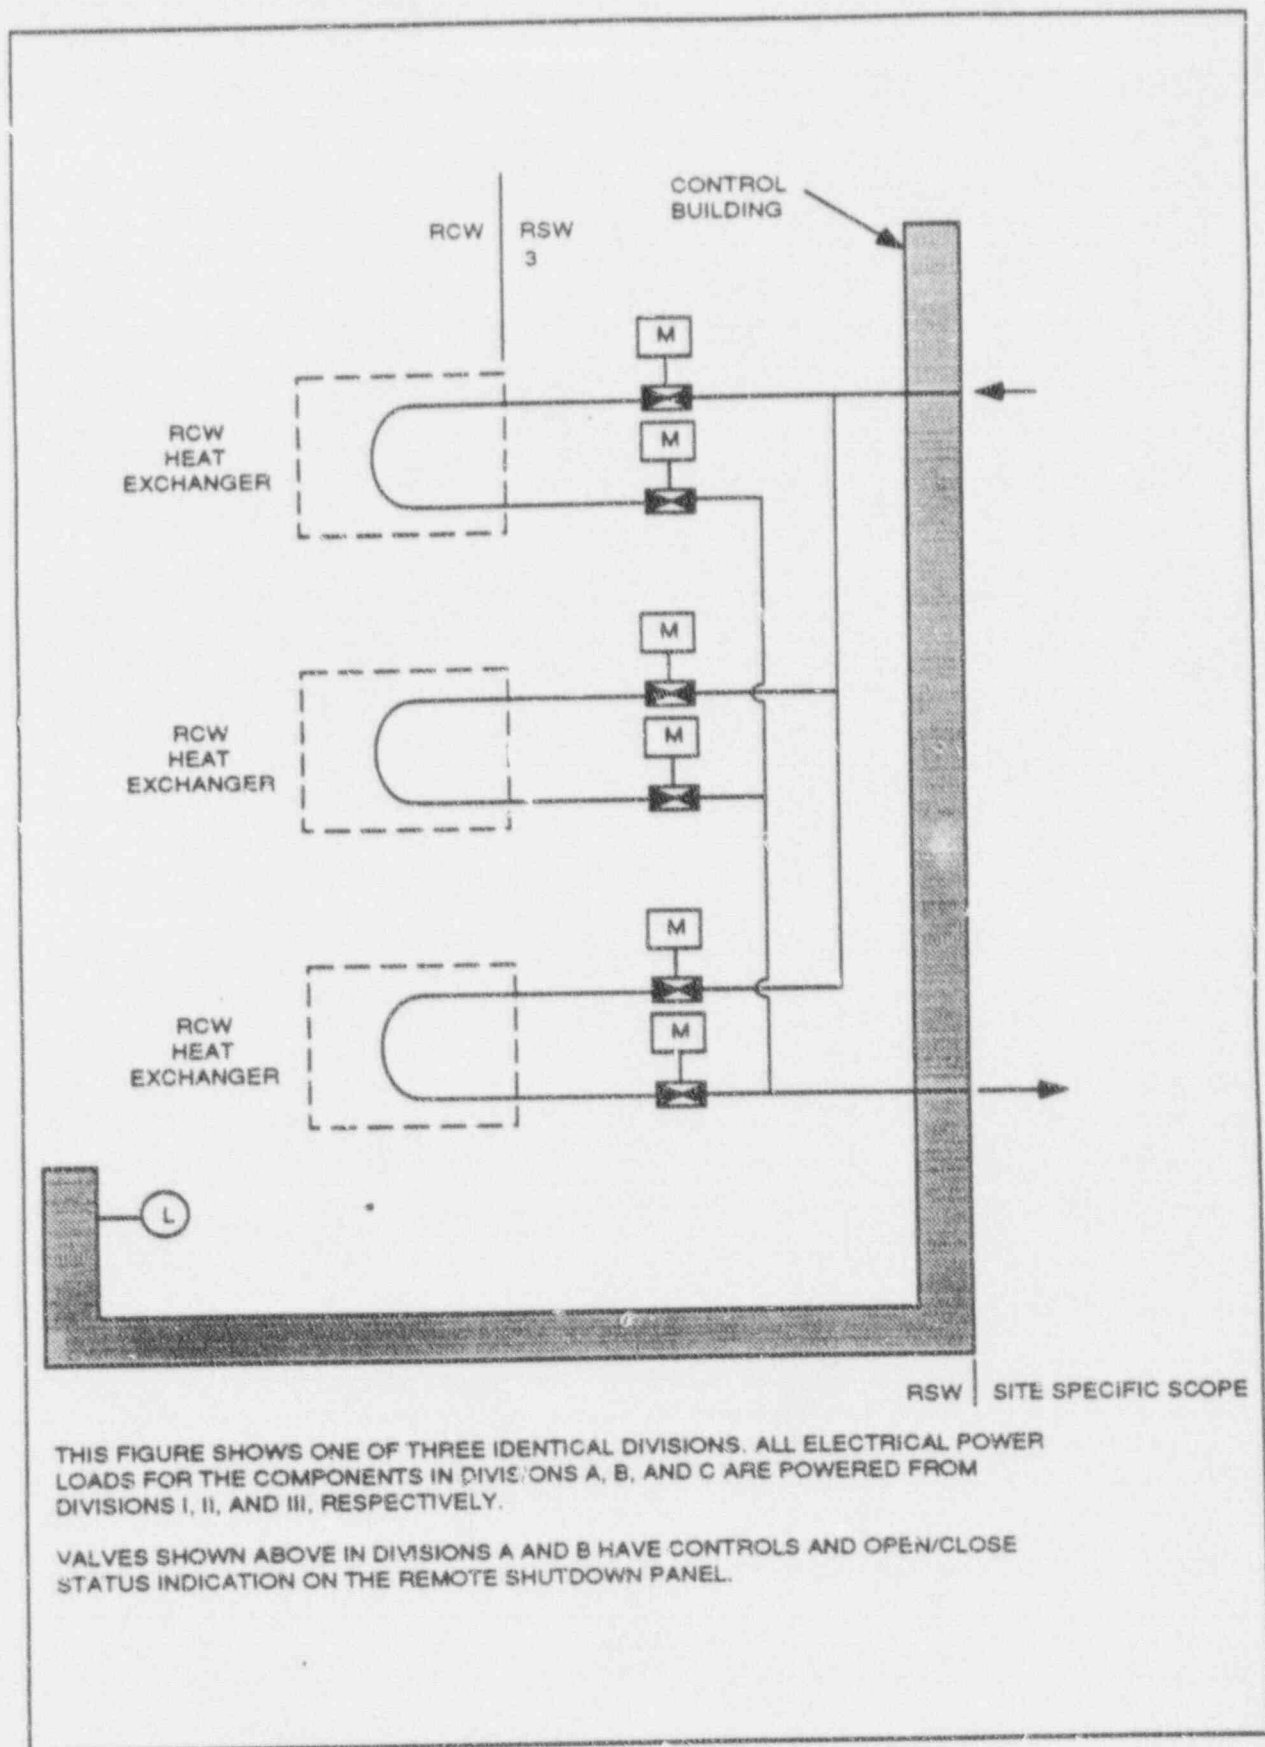 CONTROL
BUILDING
RCW
RSW
3
M
M
RCW
HEAT
EXCHANGER
M
M
RCW
HEAT
EXCHANGER
M
M
RCW
HEAT
EXCHANGER
L
RSW
SITE SPECIFIC SCOPE
THIS FIGURE SHOWS ONE OF THREE IDENTICAL DIVISIONS. ALL ELECTRICAL POWER
LOADS FOR THE COMPONENTS IN DIVISIONS A, B, AND C ARE POWERED FROM
DIVISIONS I, II, AND III, RESPECTIVELY.
VALVES SHOWN ABOVE IN DIVISIONS A AND B HAVE CONTROLS AND OPEN/CLOSE
STATUS INDICATION ON THE REMOTE SHUTDOWN PANEL.